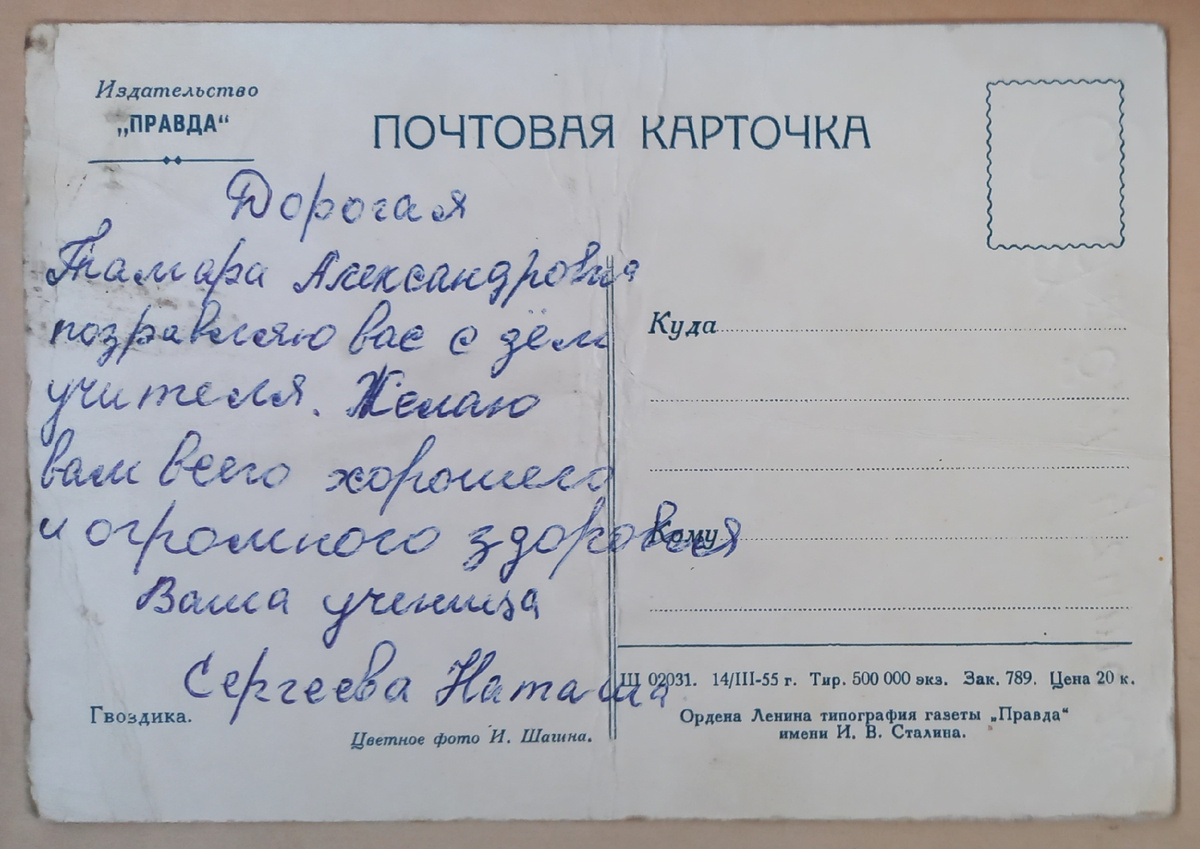 Издательство
„ПРАВДА“
ПОЧТОВАЯ КАРТОЧКА
Дорогая
Тамара Александровна
позравляю вас с дём
учителя. Желаю
вам всего хорошего
и огромного здоровья
Ваша ученица
Сергеева Наташа
Гвоздика.
Цветное фото И. Шагина.
Куда
Кому
Щ 02031. 14/III-55 г. Тир. 500 000 экз. Зак. 789. Цена 20 к.
Ордена Ленина типография газеты „Правда“
имени И. В. Сталина.